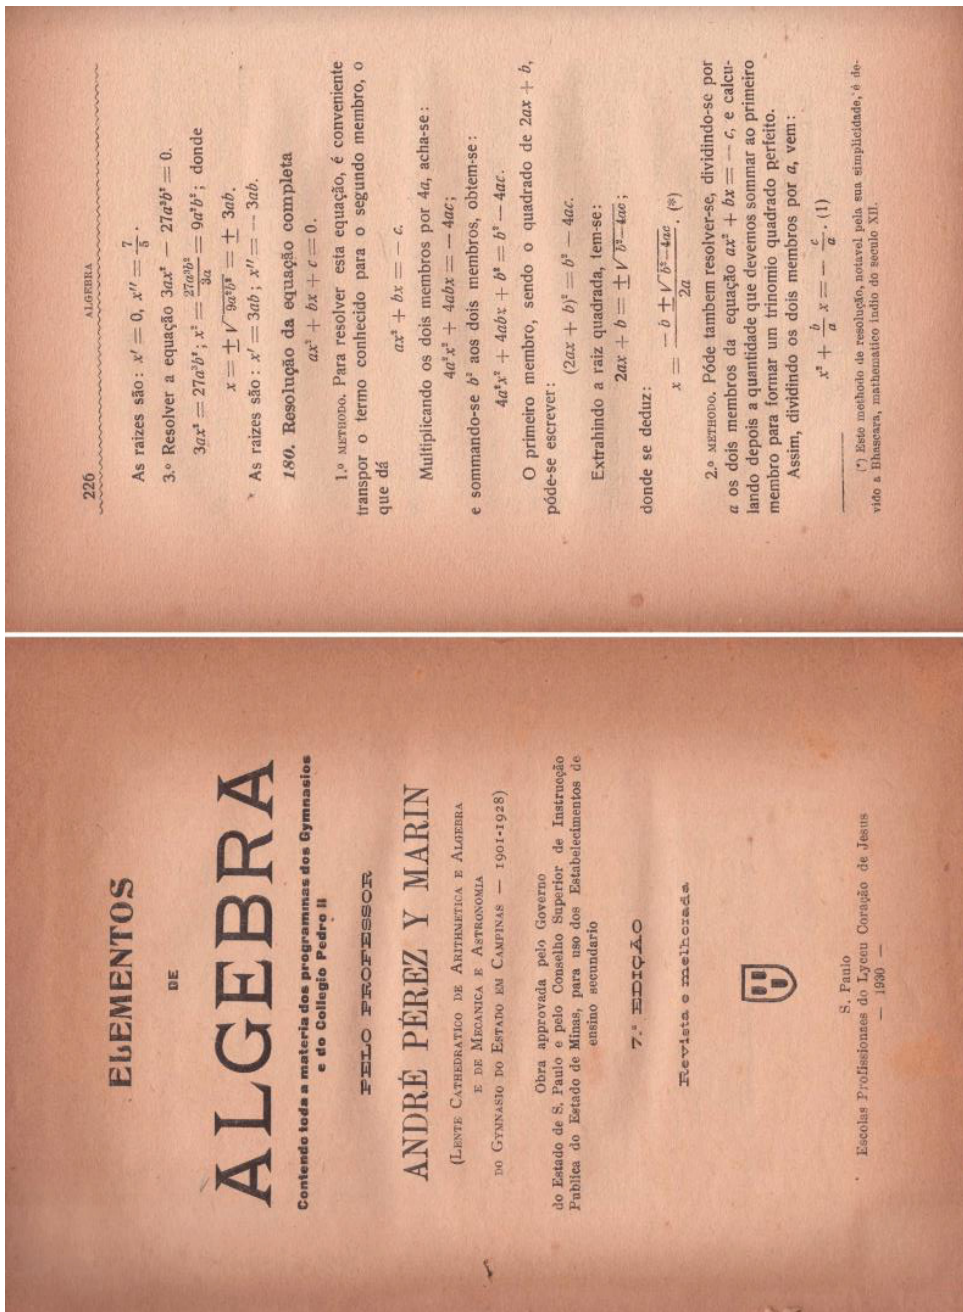 ELEMENTOS
DE
ALGEBRA
Contendo toda a materia dos programmas dos Gymnasios
e do Collegio Pedro II
PELO PROFESSOR
ANDRÉ PÉREZ Y MARIN
(LENTE CATHEDRATICO DE ARITHMETICA E ALGEBRA
E DE MECANICA E ASTRONOMIA
DO GYMNASIO DO ESTADO EM CAMPINAS — 1901-1928)
Obra approvada pelo Governo
do Estado de S. Paulo e pelo Conselho Superior de Instrucção
Publica do Estado de Minas, para uso dos Estabelecimentos de
ensino secundario
7.ª EDIÇÃO
Revista e melhorada
S. Paulo
Escolas Profissionaes do Lyceu Coração de Jesus
— 1930 —
226 ALGEBRA
As raizes são: x' = 0, x'' = 7/5.
3.º Resolver a equação 3ax² − 27a³b² = 0.
3ax² = 27a³b²; x² = 27a³b²/3a = 9a²b²; donde
x = ± √9a²b² = ± 3ab.
As raizes são: x' = 3ab; x'' = − 3ab.
180. Resolução da equação completa
ax² + bx + c = 0.
1.º METHODO. Para resolver esta equação, é conveniente
transpor o termo conhecido para o segundo membro, o
que dá
ax² + bx = − c.
Multiplicando os dois membros por 4a, acha-se:
4a²x² + 4abx = − 4ac;
e sommando-se b² aos dois membros, obtem-se:
4a²x² + 4abx + b² = b² − 4ac.
O primeiro membro, sendo o quadrado de 2ax + b,
póde-se escrever:
(2ax + b)² = b² − 4ac.
Extrahindo a raiz quadrada, tem-se:
2ax + b = ± √b² − 4ac;
donde se deduz:
x = − b ± √b² − 4ac / 2a. (*)
2.º METHODO. Póde tambem resolver-se, dividindo-se por
a os dois membros da equação ax² + bx = − c, e calcu-
lando depois a quantidade que devemos sommar ao primeiro
membro para formar um trinomio quadrado perfeito.
Assim, dividindo os dois membros por a, vem:
x² + b/a x = − c/a. (1)
(*) Este methodo de resolução, notavel pela sua simplicidade, é de-
vido a Bhascara, mathematico indio do seculo XII.